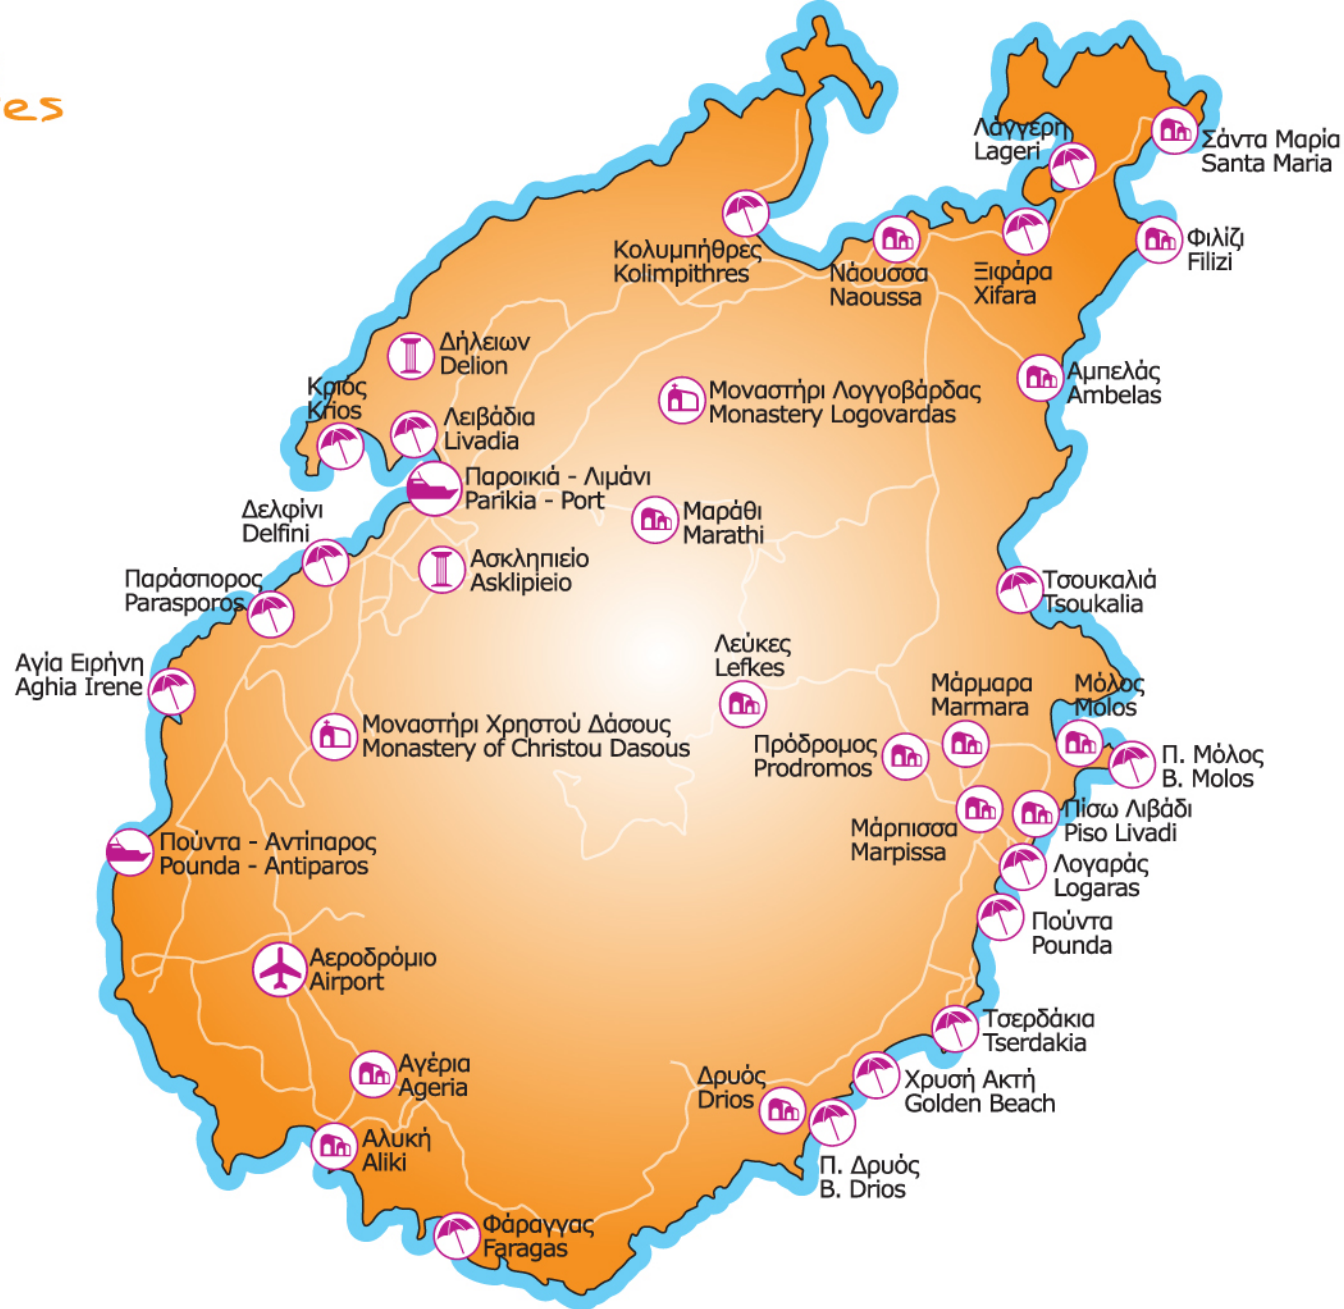 es
Λάγγερη
Lageri
Σάντα Μαρία
Santa Maria
Κολυμπήθρες
Kolimpithres
Νάουσσα
Naoussa
Ξιφάρα
Xifara
Φιλίζι
Filizi
Δήλειων
Delion
Κριός
Krios
Λειβάδια
Livadia
Μοναστήρι Λογγοβάρδας
Monastery Logovardas
Αμπελάς
Ambelas
Παροικιά - Λιμάνι
Parikia - Port
Δελφίνι
Delfini
Μαράθι
Marathi
Ασκληπιείο
Asklipieio
Παράσπορος
Parasporos
Τσουκαλιά
Tsoukalia
Αγία Ειρήνη
Aghia Irene
Λεύκες
Lefkes
Μάρμαρα
Marmara
Μόλος
Molos
Μοναστήρι Χρηστού Δάσους
Monastery of Christou Dasous
Πρόδρομος
Prodromos
Π. Μόλος
B. Molos
Μάρπισσα
Marpissa
Πίσω Λιβάδι
Piso Livadi
Πούντα - Αντίπαρος
Pounda - Antiparos
Λογαράς
Logaras
Πούντα
Pounda
Αεροδρόμιο
Airport
Τσερδάκια
Tserdakia
Αγέρια
Ageria
Δρυός
Drios
Χρυσή Ακτή
Golden Beach
Αλυκή
Aliki
Π. Δρυός
B. Drios
Φάραγγας
Faragas